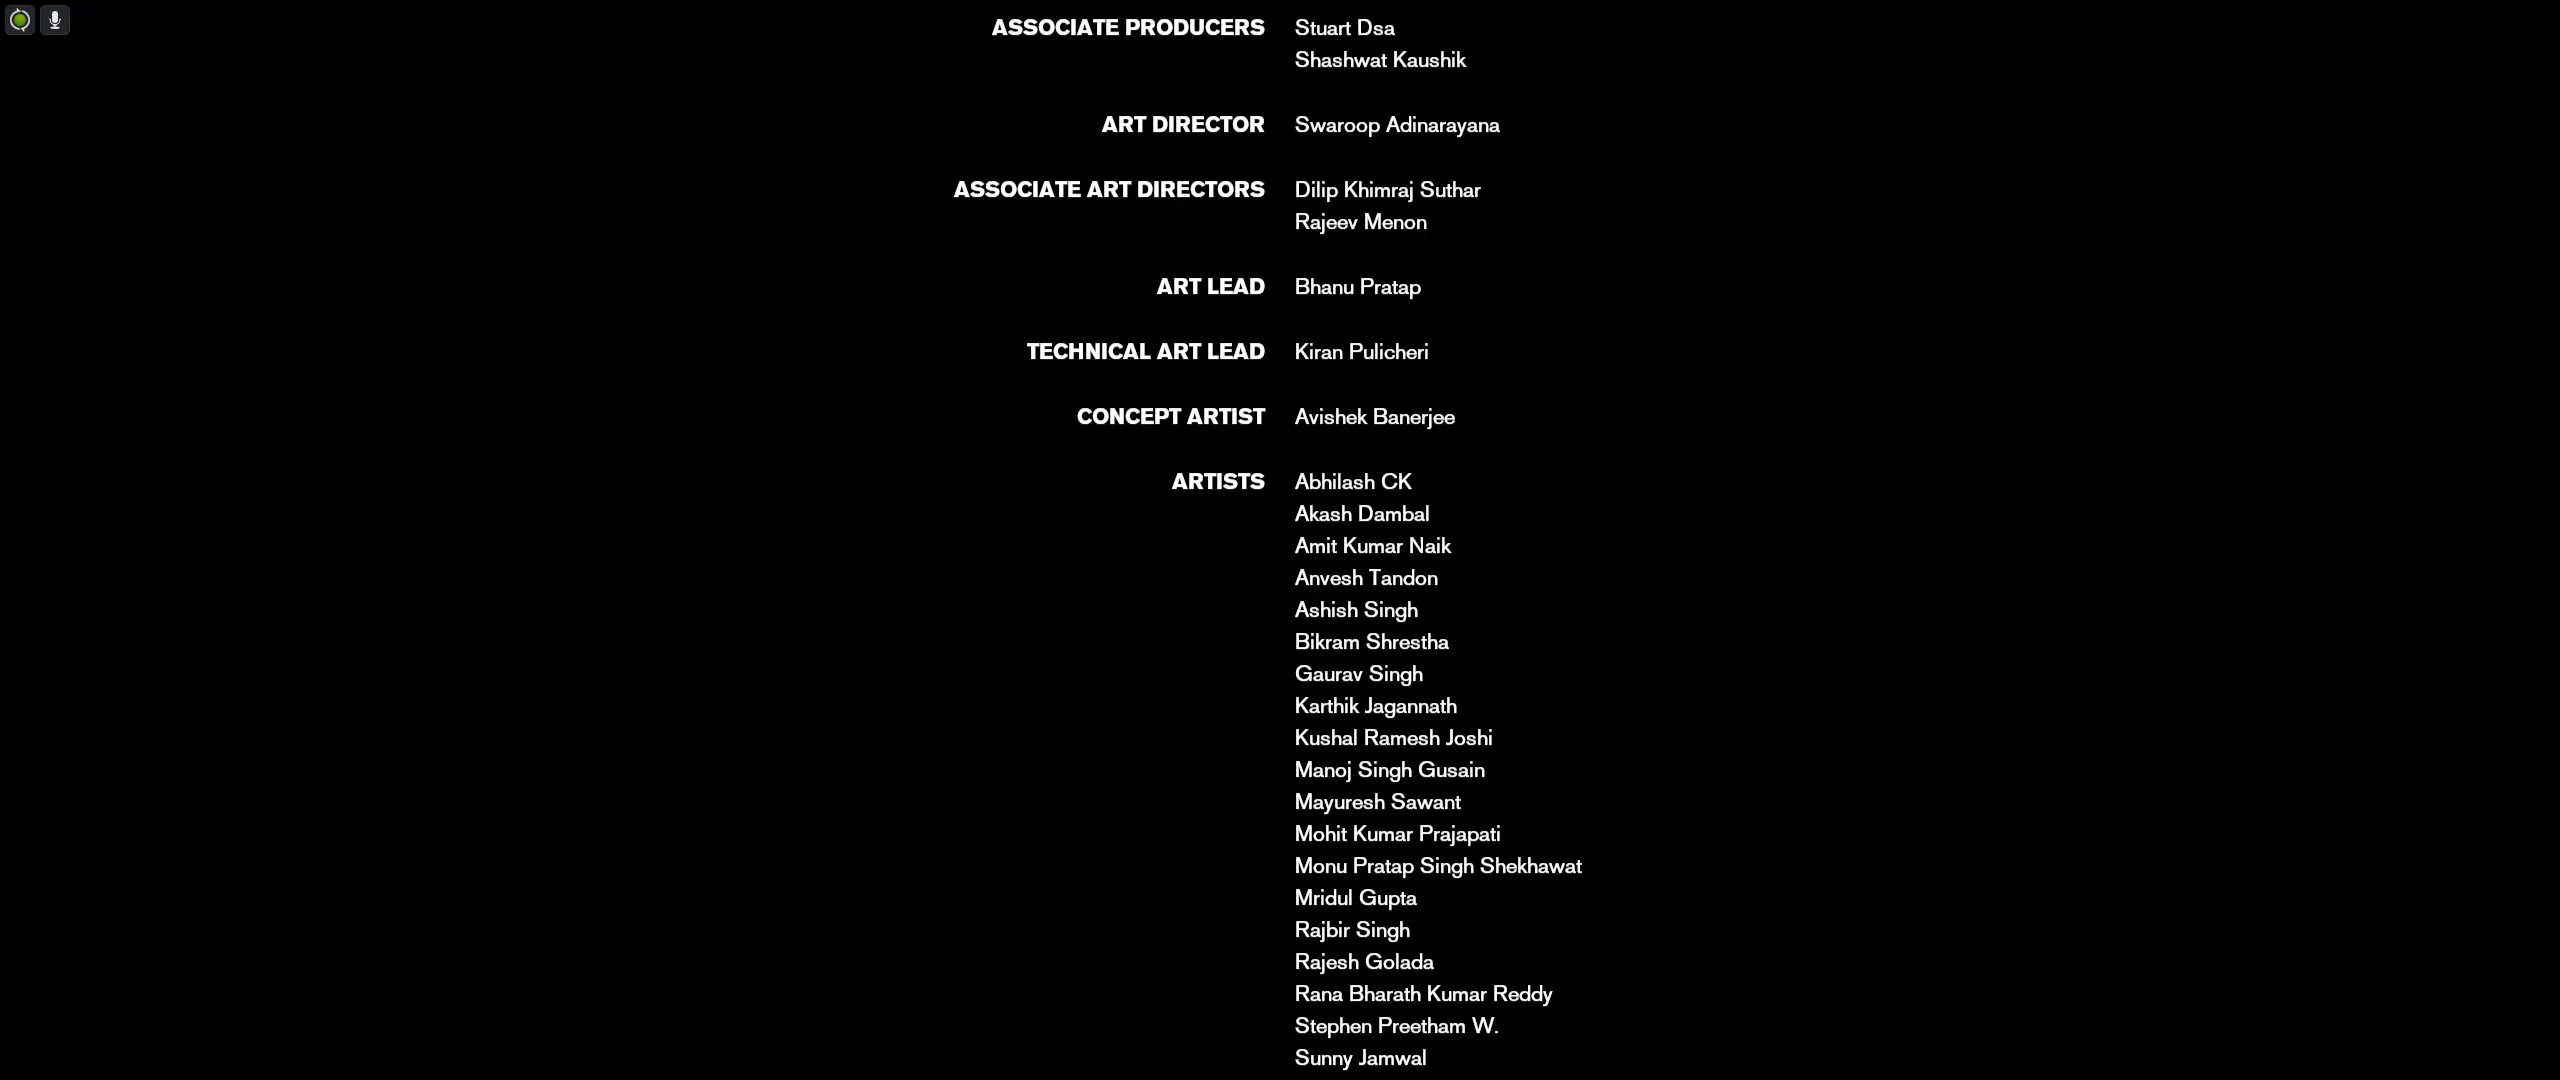 ASSOCIATE PRODUCERS Stuart Dsa
Shashwat Kaushik
ART DIRECTOR Swaroop Adinarayana
ASSOCIATE ART DIRECTORS Dilip Khimraj Suthar
Rajeev Menon
ART LEAD Bhanu Pratap
TECHNICAL ART LEAD Kiran Pulicheri
CONCEPT ARTIST Avishek Banerjee
ARTISTS Abhilash CK
Akash Dambal
Amit Kumar Naik
Anvesh Tandon
Ashish Singh
Bikram Shrestha
Gaurav Singh
Karthik Jagannath
Kushal Ramesh Joshi
Manoj Singh Gusain
Mayuresh Sawant
Mohit Kumar Prajapati
Monu Pratap Singh Shekhawat
Mridul Gupta
Rajbir Singh
Rajesh Golada
Rana Bharath Kumar Reddy
Stephen Preetham W.
Sunny Jamwal